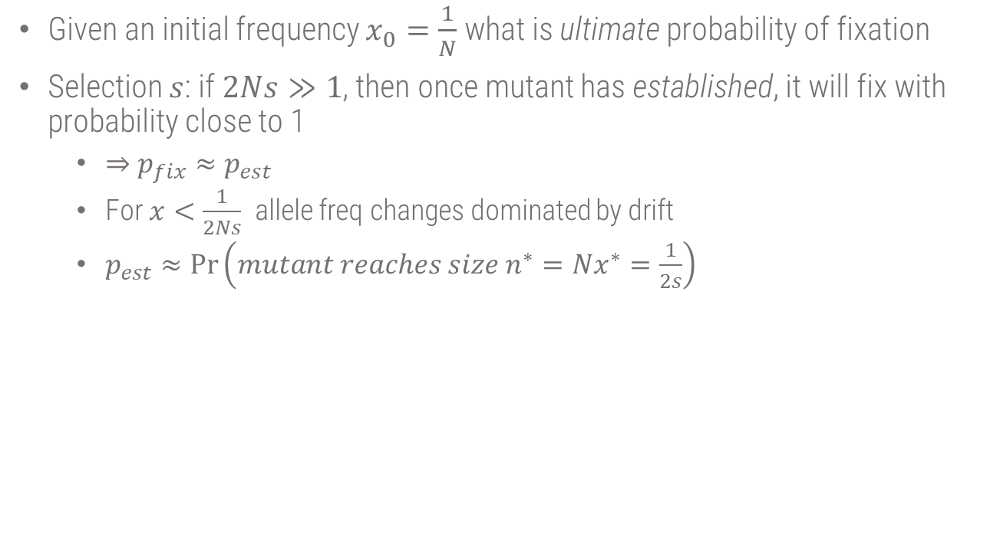 • Given an initial frequency $x_0 = \frac{1}{N}$ what is ultimate probability of fixation
• Selection $s$: if $2Ns \gg 1$, then once mutant has established, it will fix with
probability close to 1
• $\Rightarrow p_{fix} \approx p_{est}$
• For $x < \frac{1}{2Ns}$ allele freq changes dominated by drift
• $p_{est} \approx \Pr\left(mutant\ reaches\ size\ n^* = Nx^* = \frac{1}{2s}\right)$